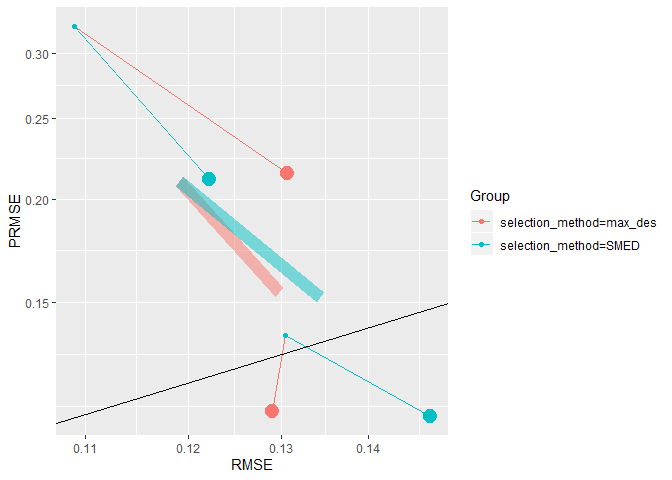 0.30
0.25
0.20
0.15
PRMSE
0.11 0.12 0.13 0.14
RMSE
Group
selection_method=max_des
selection_method=SMED